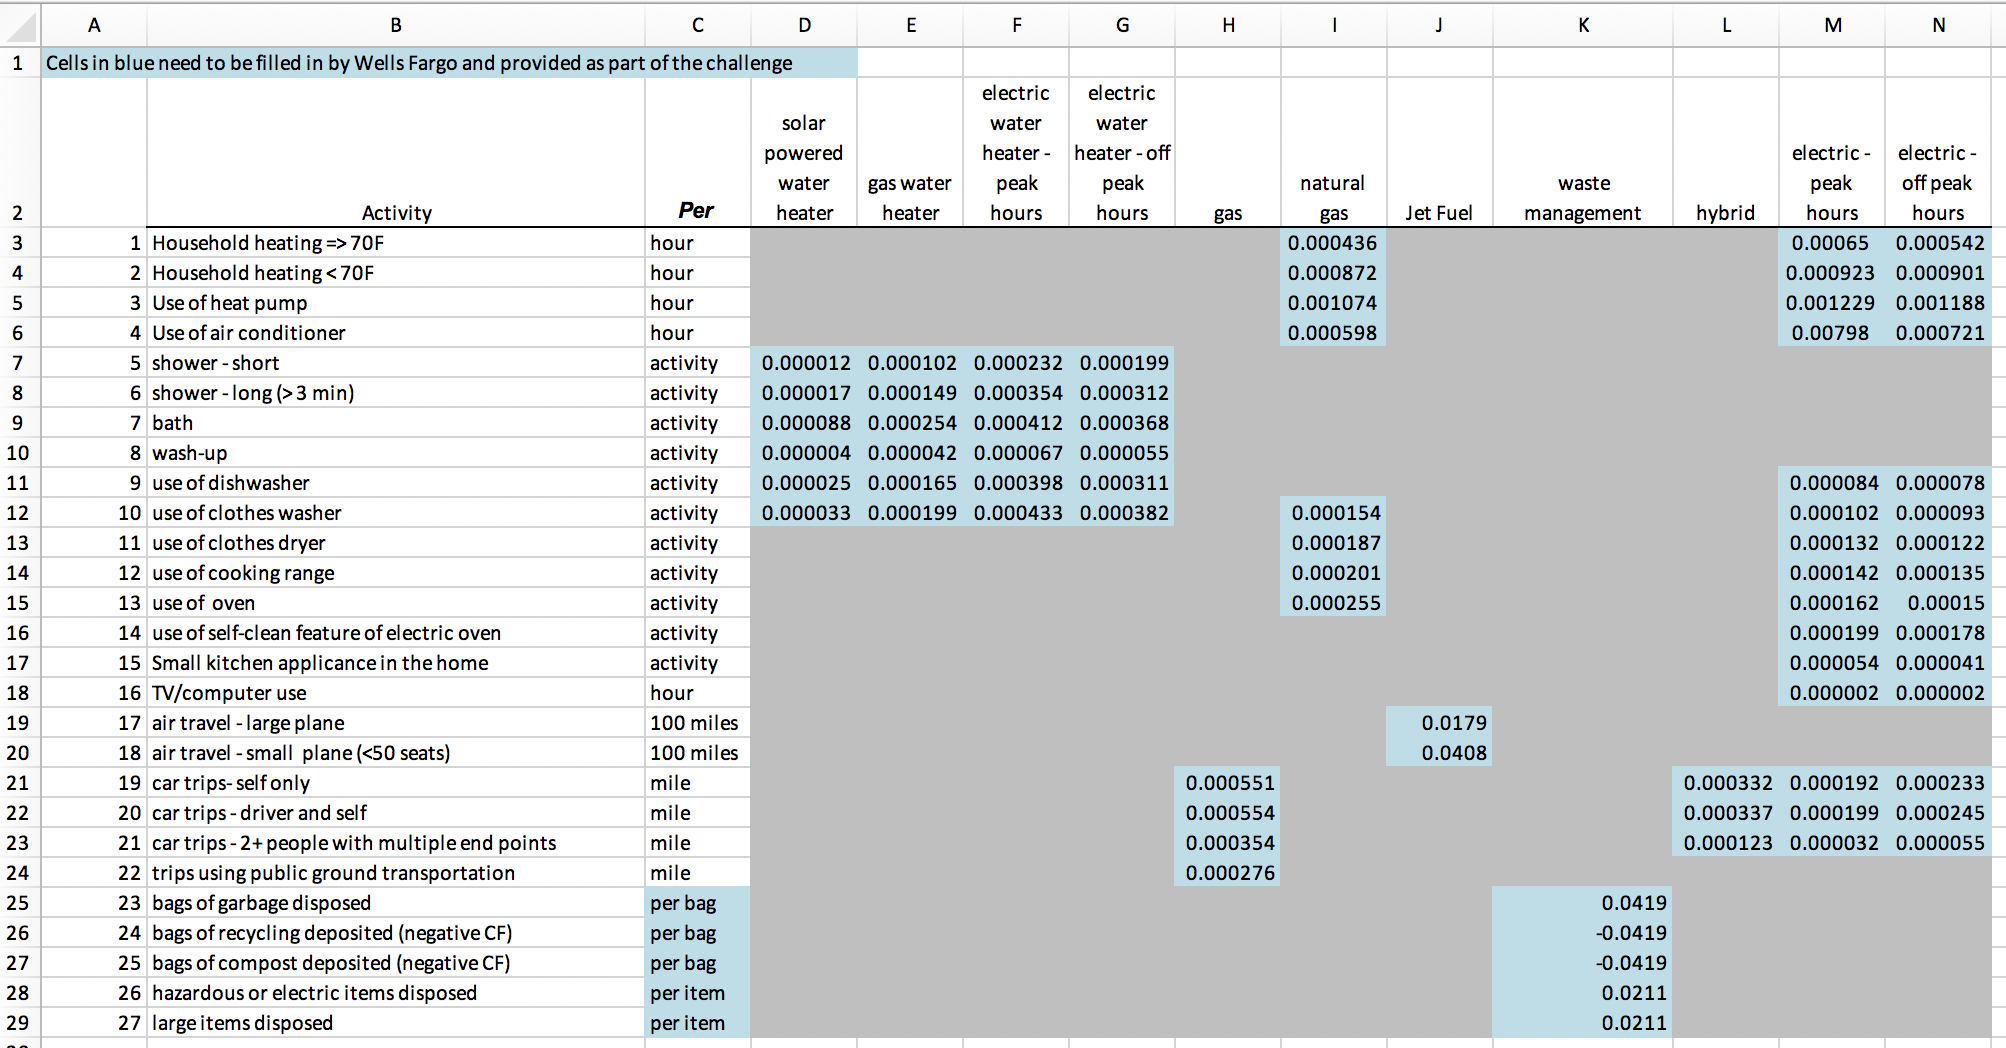 A B C D E F G H I J K L M N
1 Cells in blue need to be filled in by Wells Fargo and provided as part of the challenge
2 Activity Per solar powered water heater gas water heater electric water heater - peak hours electric water heater - off peak hours gas natural gas Jet Fuel waste management hybrid electric - peak hours electric - off peak hours
3 1 Household heating => 70F hour 0.000436 0.00065 0.000542
4 2 Household heating < 70F hour 0.000872 0.000923 0.000901
5 3 Use of heat pump hour 0.001074 0.001229 0.001188
6 4 Use of air conditioner hour 0.000598 0.00798 0.000721
7 5 shower - short activity 0.000012 0.000102 0.000232 0.000199
8 6 shower - long (> 3 min) activity 0.000017 0.000149 0.000354 0.000312
9 7 bath activity 0.000088 0.000254 0.000412 0.000368
10 8 wash-up activity 0.000004 0.000042 0.000067 0.000055
11 9 use of dishwasher activity 0.000025 0.000165 0.000398 0.000311 0.000084 0.000078
12 10 use of clothes washer activity 0.000033 0.000199 0.000433 0.000382 0.000154 0.000102 0.000093
13 11 use of clothes dryer activity 0.000187 0.000132 0.000122
14 12 use of cooking range activity 0.000201 0.000142 0.000135
15 13 use of oven activity 0.000255 0.000162 0.00015
16 14 use of self-clean feature of electric oven activity 0.000199 0.000178
17 15 Small kitchen applicance in the home activity 0.000054 0.000041
18 16 TV/computer use hour 0.000002 0.000002
19 17 air travel - large plane 100 miles 0.0179
20 18 air travel - small plane (<50 seats) 100 miles 0.0408
21 19 car trips- self only mile 0.000551 0.000332 0.000192 0.000233
22 20 car trips - driver and self mile 0.000554 0.000337 0.000199 0.000245
23 21 car trips - 2+ people with multiple end points mile 0.000354 0.000123 0.000032 0.000055
24 22 trips using public ground transportation mile 0.000276
25 23 bags of garbage disposed per bag 0.0419
26 24 bags of recycling deposited (negative CF) per bag -0.0419
27 25 bags of compost deposited (negative CF) per bag -0.0419
28 26 hazardous or electric items disposed per item 0.0211
29 27 large items disposed per item 0.0211